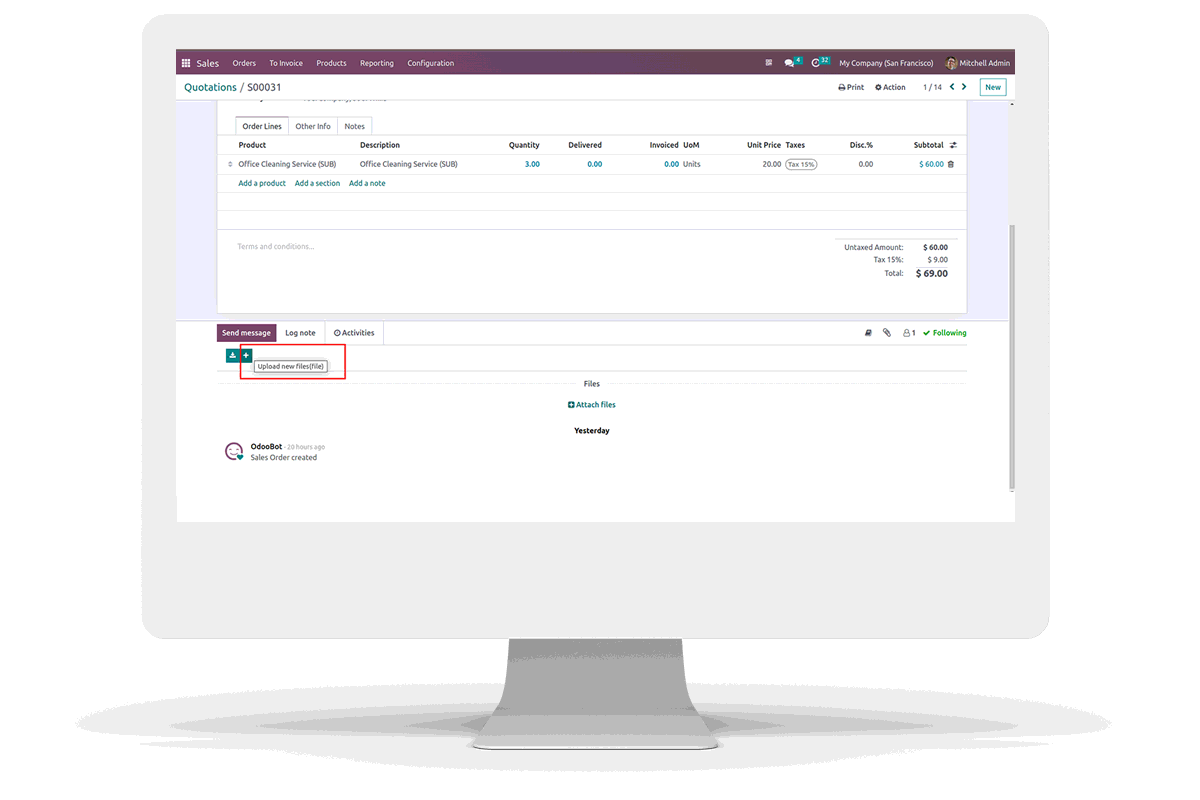 Sales Orders To Invoice Products Reporting Configuration 4 32 My Company (San Francisco) Mitchell Admin
Quotations / S00031 Print Action 1 / 14 New
Order Lines Other Info Notes
Product Description Quantity Delivered Invoiced UoM Unit Price Taxes Disc.% Subtotal
Office Cleaning Service (SUB) Office Cleaning Service (SUB) 3.00 0.00 0.00 Units 20.00 Tax 15% 0.00 $ 60.00
Add a product Add a section Add a note
Terms and conditions...
Untaxed Amount: $ 60.00
Tax 15%: $ 9.00
Total: $ 69.00
Send message Log note Activities 1 Following
Upload new files(file)
Files
Attach files
Yesterday
OdooBot - 20 hours ago
Sales Order created